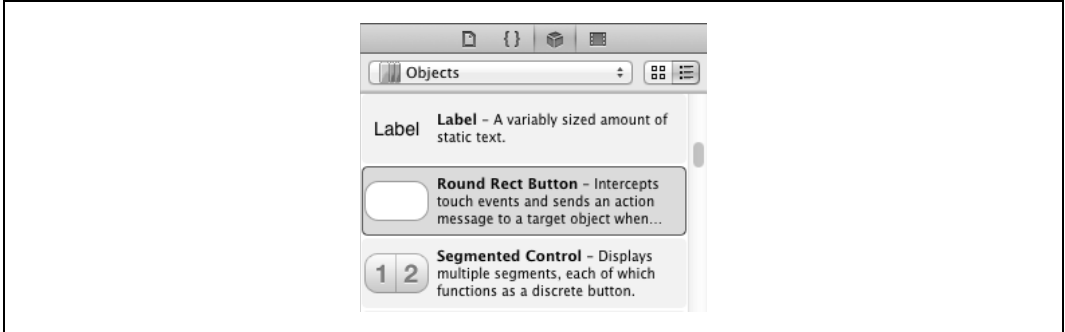 { }
Objects
Label
Label – A variably sized amount of
static text.
Round Rect Button – Intercepts
touch events and sends an action
message to a target object when...
1 2
Segmented Control – Displays
multiple segments, each of which
functions as a discrete button.